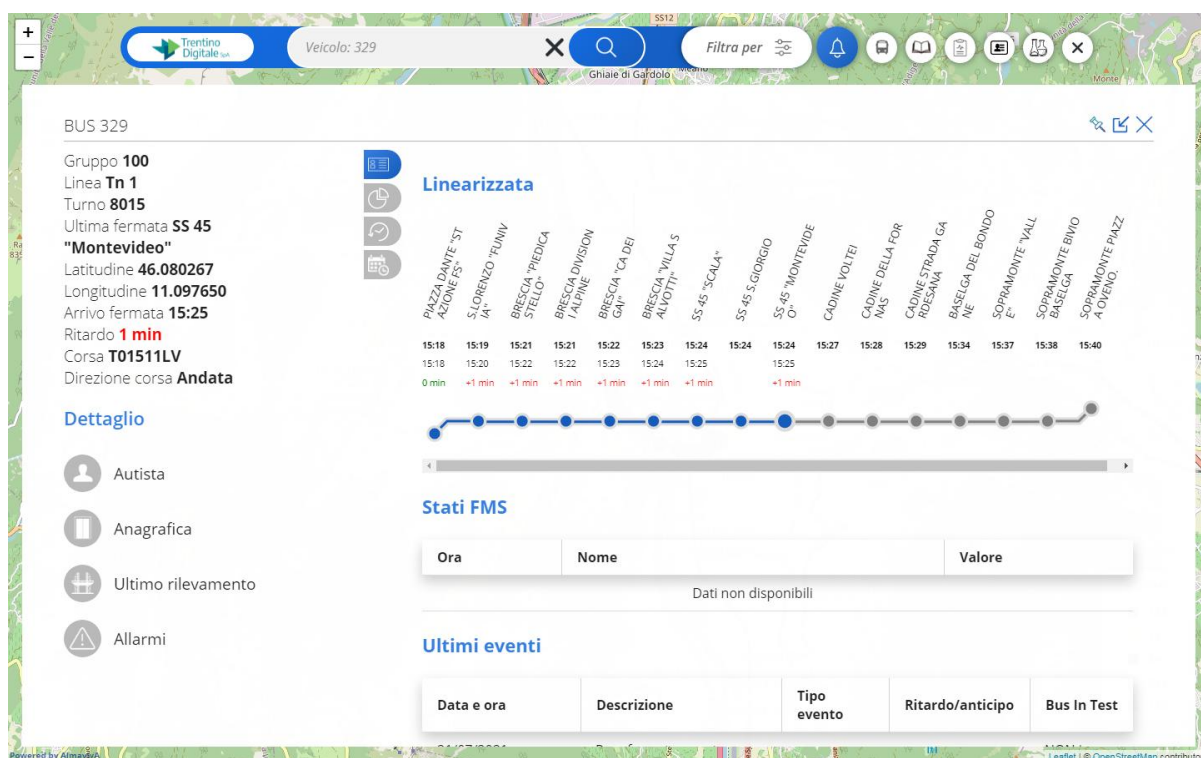 +
−
SS12
Trentino
Digitale SpA
Veicolo: 329
Filtra per
Ghiaie di Gardolo
Meano
Monte
BUS 329
Gruppo 100
Linea Tn 1
Turno 8015
Ultima fermata SS 45
"Montevideo"
Latitudine 46.080267
Longitudine 11.097650
Arrivo fermata 15:25
Ritardo 1 min
Corsa T01511LV
Direzione corsa Andata
Dettaglio
Autista
Anagrafica
Ultimo rilevamento
Allarmi
Linearizzata
PIAZZA DANTE "ST
AZIONE FS"
S.LORENZO "FUNIV
IA"
BRESCIA "PIEDICA
STELLO"
BRESCIA DIVISION
I ALPINE
BRESCIA "CA DEI
GAI"
BRESCIA "VILLA S
ALVOTTI"
SS 45 "SCALA"
SS 45 S.GIORGIO
SS 45 "MONTEVIDE
O"
CADINE VOLTEI
CADINE DELLA FOR
NAS
CADINE STRADA GA
RDESANA
BASELGA DEL BONDO
NE
SOPRAMONTE "VALL
E"
SOPRAMONTE BIVIO
BASELGA
SOPRAMONTE PIAZZ
A OVENO.
15:18 15:19 15:21 15:21 15:22 15:23 15:24 15:24 15:24 15:27 15:28 15:29 15:34 15:37 15:38 15:40
15:18 15:20 15:22 15:22 15:23 15:24 15:25 15:25
0 min +1 min +1 min +1 min +1 min +1 min +1 min +1 min
Stati FMS
Ora Nome Valore
Dati non disponibili
Ultimi eventi
Data e ora Descrizione Tipo evento Ritardo/anticipo Bus In Test
Powered by AlmavivA
Leaflet | © OpenStreetMap contributo